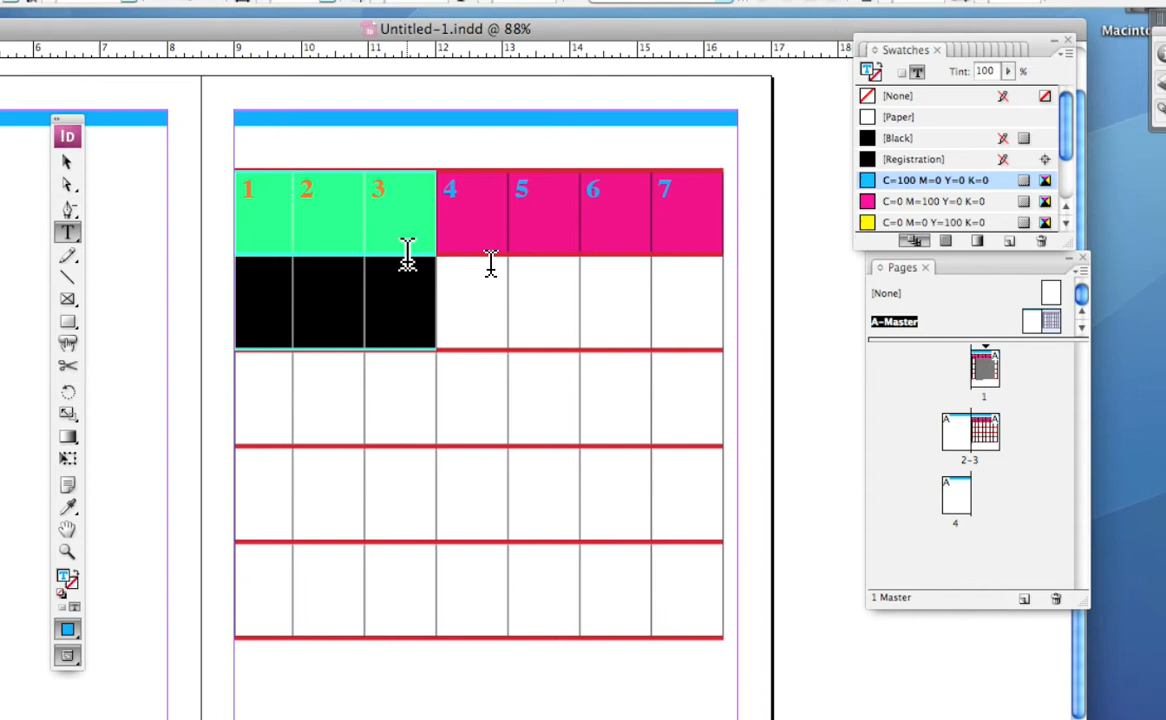 Untitled-1.indd @ 88%
Macinto
6 7 8 9 10 11 12 13 14 15 16 17 18
Swatches ×
T Tint: 100 %
[None]
[Paper]
[Black]
[Registration]
C=100 M=0 Y=0 K=0
C=0 M=100 Y=0 K=0
C=0 M=0 Y=100 K=0
ID
T
1 2 3 4 5 6 7
Pages ×
[None]
A-Master
A
1
A A
2-3
A
4
1 Master